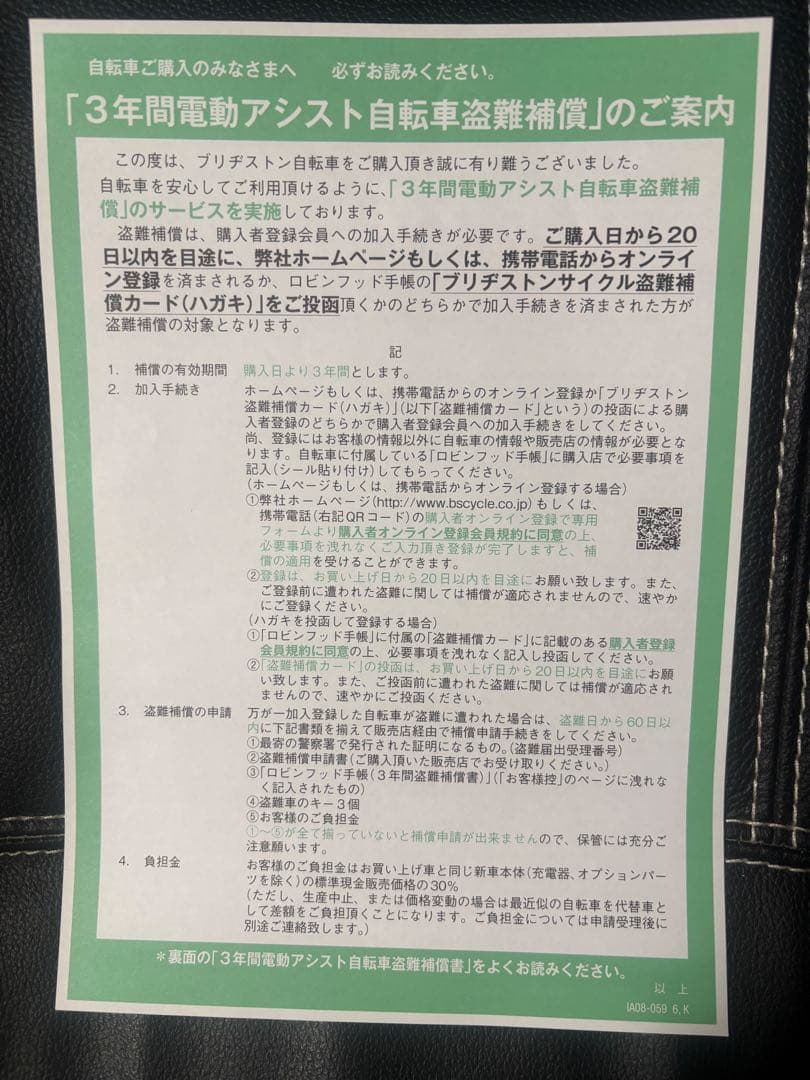 自転車ご購入のみなさまへ　必ずお読みください。
「3年間電動アシスト自転車盗難補償」のご案内
この度は、ブリヂストン自転車をご購入頂き誠に有り難うございました。
自転車を安心してご利用頂けるように、「3年間電動アシスト自転車盗難補
償」のサービスを実施しております。
盗難補償は、購入者登録会員への加入手続きが必要です。ご購入日から20
日以内を目途に、弊社ホームページもしくは、携帯電話からオンライ
ン登録を済まされるか、ロビンフッド手帳の「ブリヂストンサイクル盗難補
償カード(ハガキ)」をご投函頂くかのどちらかで加入手続きを済まされた方が
盗難補償の対象となります。
記
1. 補償の有効期間 購入日より3年間とします。
2. 加入手続き ホームページもしくは、携帯電話からのオンライン登録か「ブリヂストン
盗難補償カード(ハガキ)」(以下「盗難補償カード」という)の投函による購
入者登録のどちらかで購入者登録会員への加入手続きをしてください。
尚、登録にはお客様の情報以外に自転車の情報や販売店の情報が必要とな
ります。自転車に付属している「ロビンフッド手帳」に購入店で必要事項を
記入(シール貼り付け)してもらってください。
(ホームページもしくは、携帯電話からオンライン登録する場合)
①弊社ホームページ(http://www.bscycle.co.jp)もしくは、
携帯電話(右記QRコード)の購入者オンライン登録で専用
フォームより購入者オンライン登録会員規約に同意の上、
必要事項を洩れなくご入力頂き登録が完了しますと、補
償の適用を受けることができます。
②登録は、お買い上げ日から20日以内を目途にお願い致します。また、
ご登録前に遭われた盗難に関しては補償が適応されませんので、速やか
にご登録ください。
(ハガキを投函して登録する場合)
①「ロビンフッド手帳」に付属の「盗難補償カード」に記載のある購入者登録
会員規約に同意の上、必要事項を洩れなく記入し投函してください。
②「盗難補償カード」の投函は、お買い上げ日から20日以内を目途にお願
い致します。また、ご投函前に遭われた盗難に関しては補償が適応され
ませんので、速やかにご投函ください。
3. 盗難補償の申請 万が一加入登録した自転車が盗難に遭われた場合は、盗難日から60日以
内に下記書類を揃えて販売店経由で補償申請手続きをしてください。
①最寄の警察署で発行された証明になるもの。(盗難届出受理番号)
②盗難補償申請書(ご購入頂いた販売店でお受け取りください。)
③「ロビンフッド手帳(3年間盗難補償書)」(「お客様控」のページに洩れな
く記入されたもの)
④盗難車のキー3個
⑤お客様のご負担金
①～⑤が全て揃っていないと補償申請が出来ませんので、保管には充分ご
注意願います。
4. 負担金 お客様のご負担金はお買い上げ車と同じ新車本体(充電器、オプションパー
ツを除く)の標準現金販売価格の30%
(ただし、生産中止、または価格変動の場合は最近似の自転車を代替車と
して差額をご負担頂くことになります。ご負担金については申請受理後に
別途ご連絡致します。)
＊裏面の「3年間電動アシスト自転車盗難補償書」をよくお読みください。
以 上
IA08-059 6,K